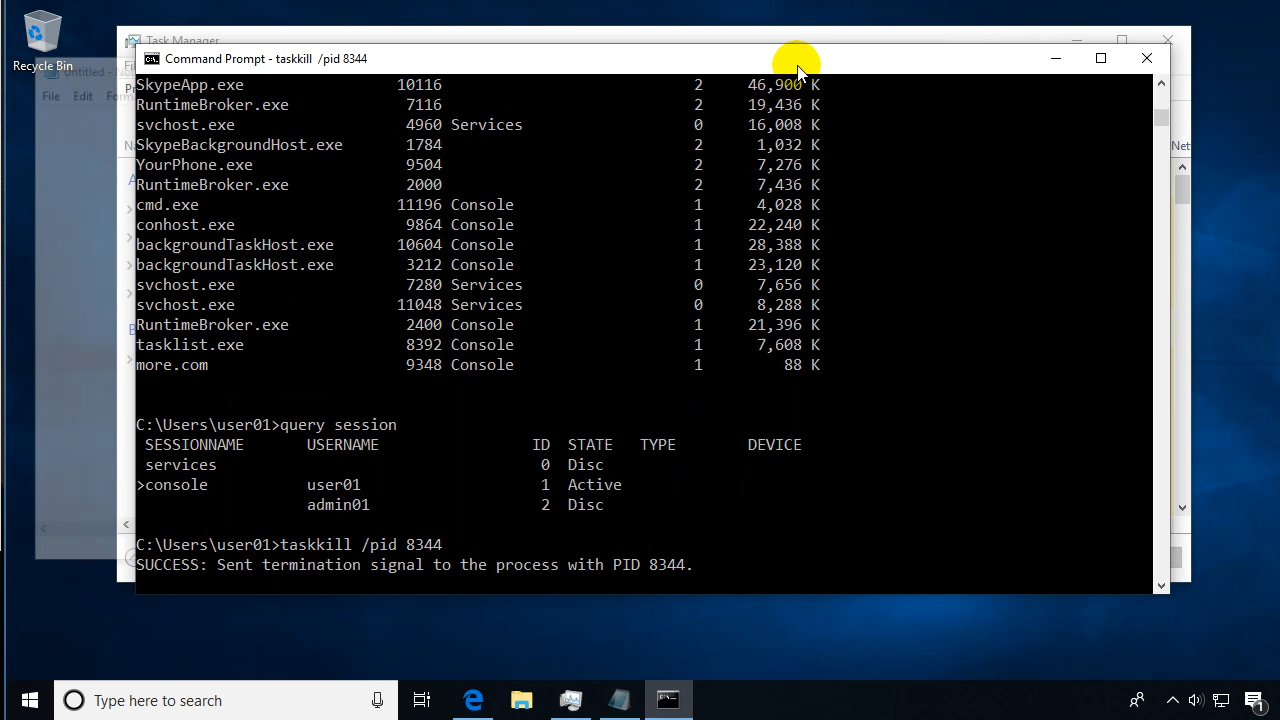 Recycle Bin
Task Manager
Untitled - No
File Edit Form
Command Prompt - taskkill /pid 8344
SkypeApp.exe 10116 2 46,900 K
RuntimeBroker.exe 7116 2 19,436 K
svchost.exe 4960 Services 0 16,008 K
SkypeBackgroundHost.exe 1784 2 1,032 K
YourPhone.exe 9504 2 7,276 K
RuntimeBroker.exe 2000 2 7,436 K
cmd.exe 11196 Console 1 4,028 K
conhost.exe 9864 Console 1 22,240 K
backgroundTaskHost.exe 10604 Console 1 28,388 K
backgroundTaskHost.exe 3212 Console 1 23,120 K
svchost.exe 7280 Services 0 7,656 K
svchost.exe 11048 Services 0 8,288 K
RuntimeBroker.exe 2400 Console 1 21,396 K
tasklist.exe 8392 Console 1 7,608 K
more.com 9348 Console 1 88 K
C:\Users\user01>query session
SESSIONNAME USERNAME ID STATE TYPE DEVICE
services 0 Disc
>console user01 1 Active
admin01 2 Disc
C:\Users\user01>taskkill /pid 8344
SUCCESS: Sent termination signal to the process with PID 8344.
Net
Type here to search
1